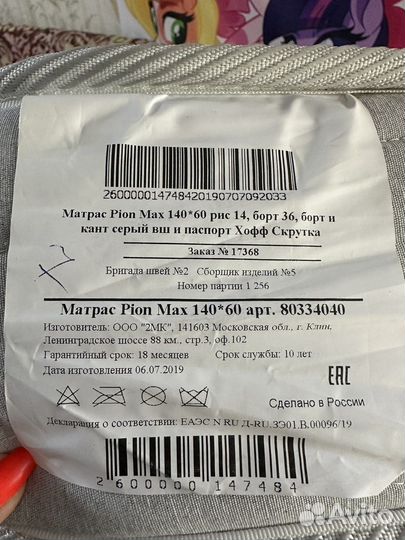 26000001474842019070709​2033
Матрас Pion Max 140*60 рис 14, борт 36, борт и
кант серый вш и паспорт Хофф Скрутка
Заказ № 17368
Бригада швей №2 Сборщик изделий №5
Номер партии 1 256
Матрас Pion Max 140*60 арт. 80334040
Изготовитель: ООО "2МК", 141603 Московская обл., г. Клин,
Ленинградское шоссе 88 км., стр.3, оф.102
Гарантийный срок: 18 месяцев Срок службы: 10 лет
Дата изготовления 06.07.2019
EAC
Сделано в России
Декларация о соответствии: ЕАЭС N RU Д-RU.ЗЭ01.В.00096/19
2 600000 147484
Avito